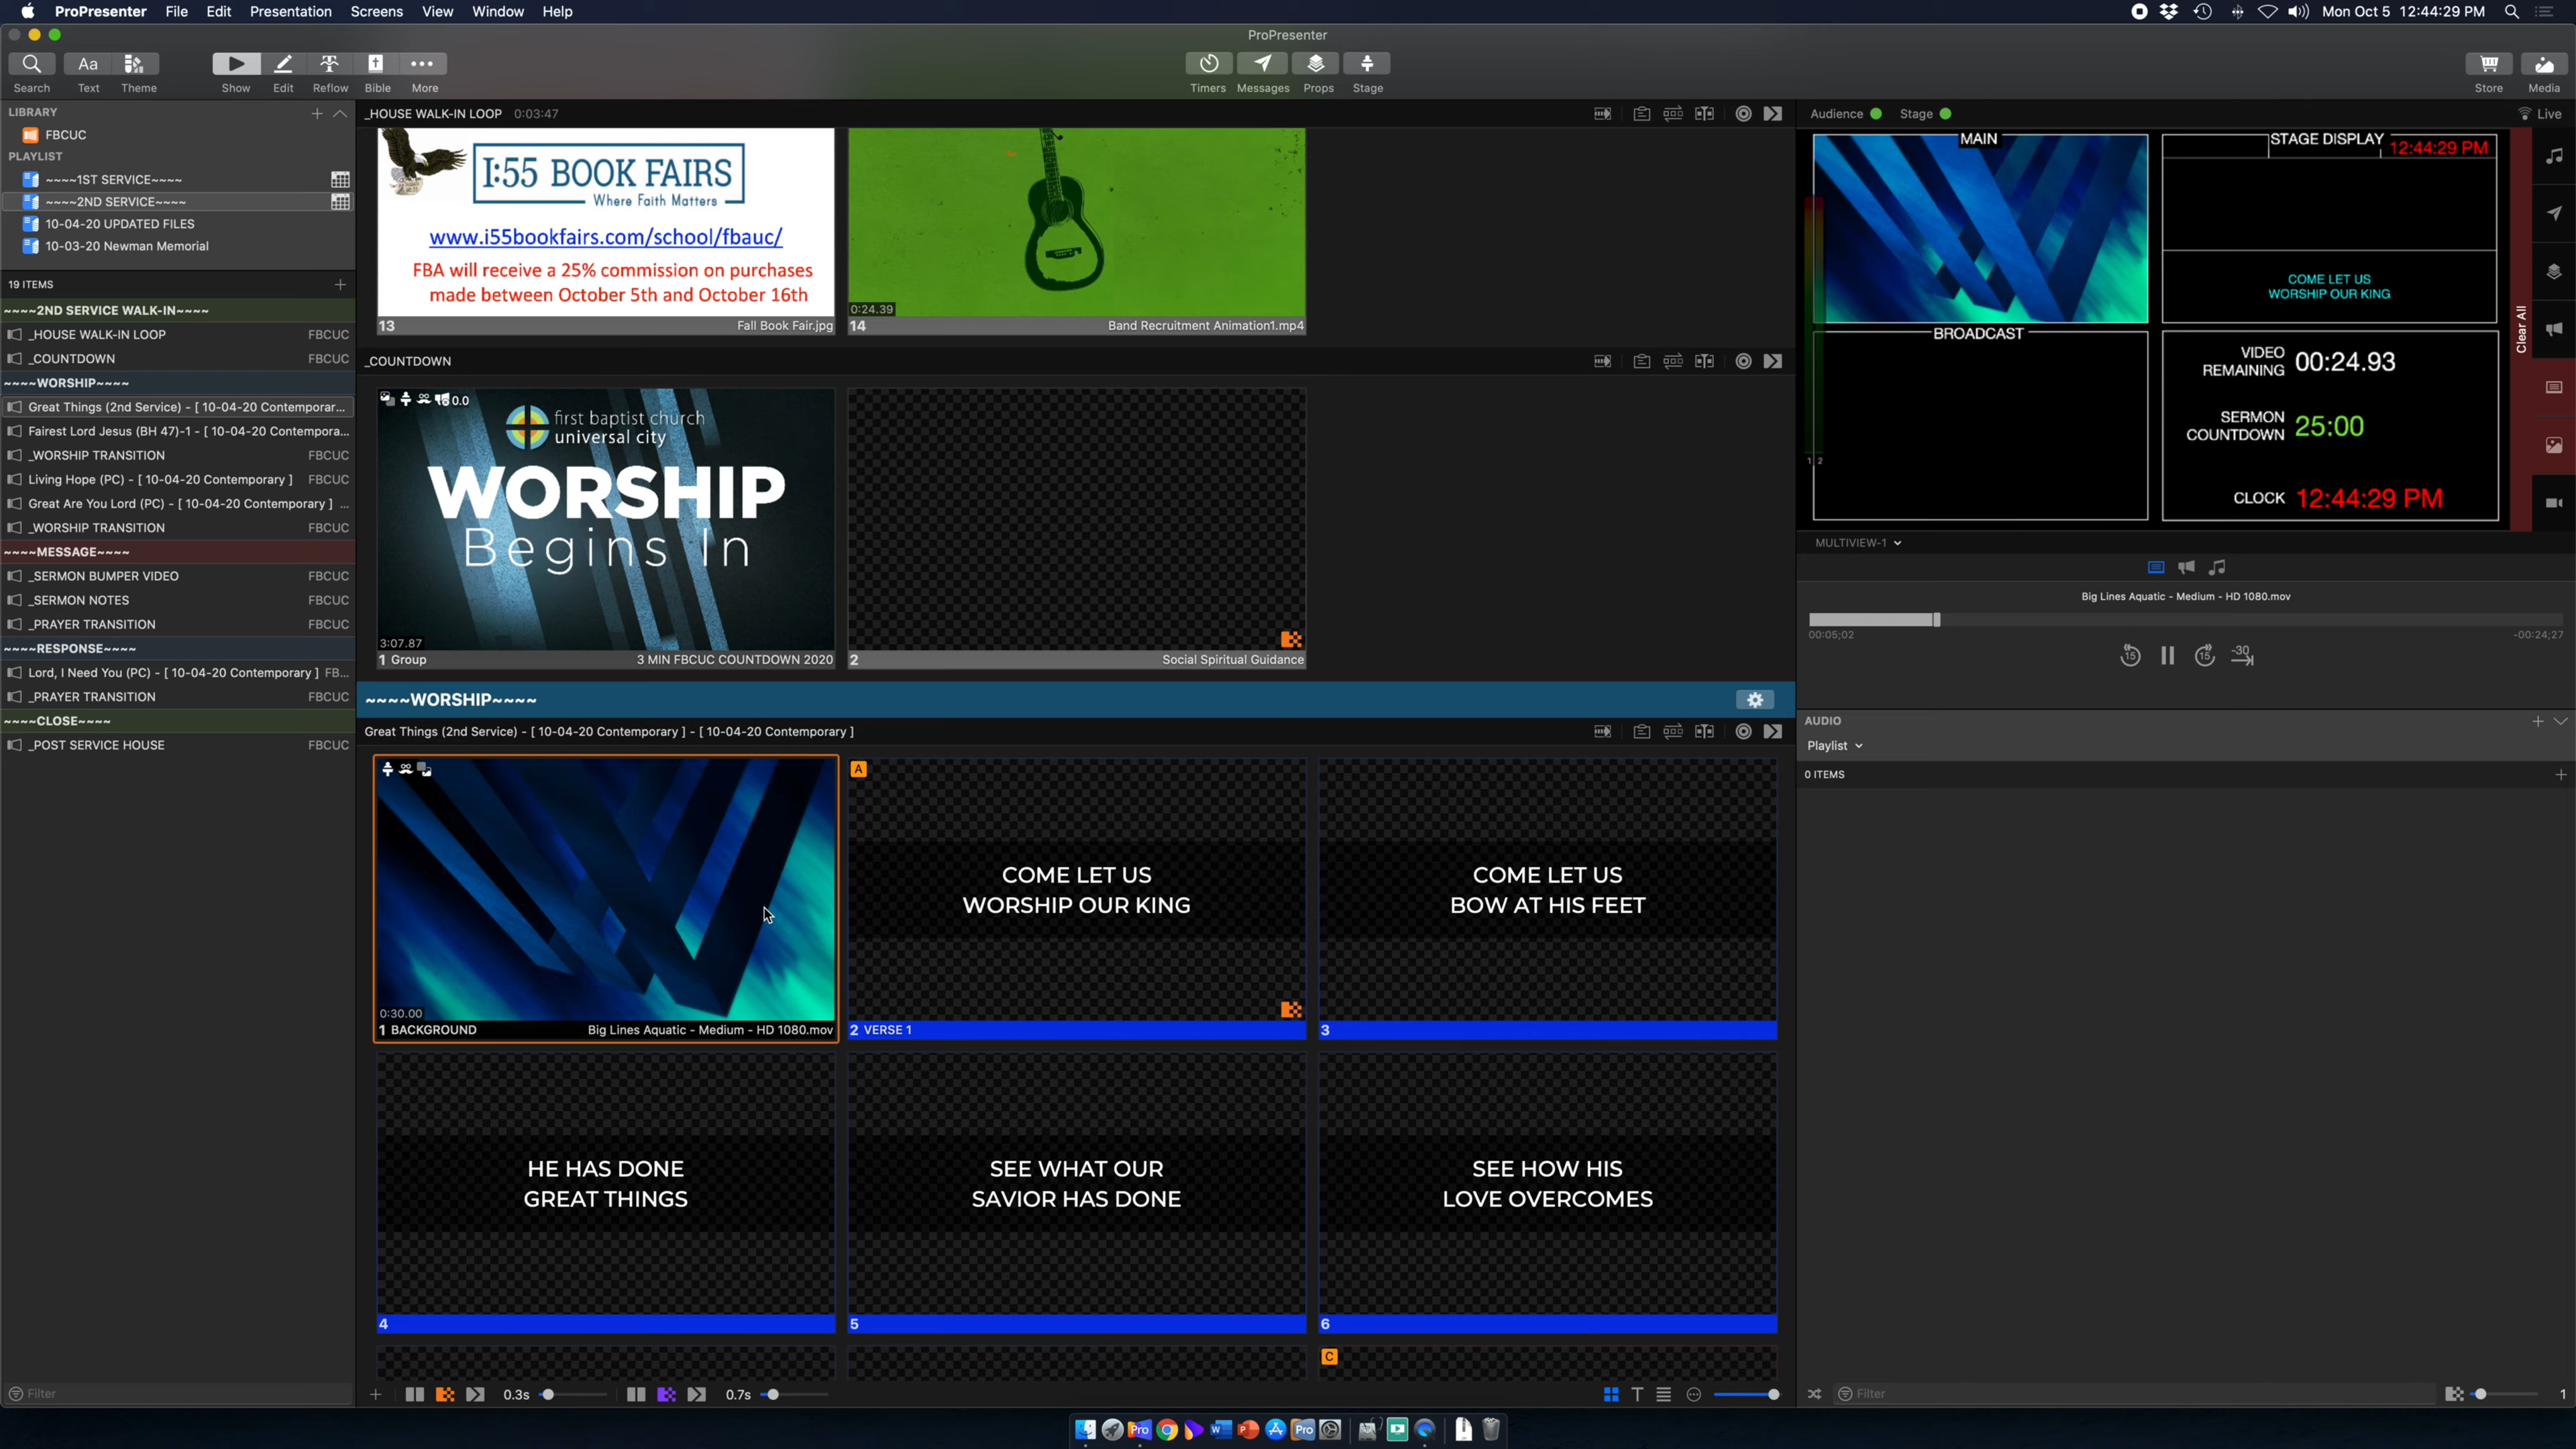 ProPresenter File Edit Presentation Screens View Window Help
Mon Oct 5 12:44:29 PM
ProPresenter
Search Text Theme Show Edit Reflow Bible More
Aa
Timers Messages Props Stage
Store Media
LIBRARY
FBCUC
PLAYLIST
~~~~1ST SERVICE~~~~
~~~~2ND SERVICE~~~~
10-04-20 UPDATED FILES
10-03-20 Newman Memorial
19 ITEMS
~~~~2ND SERVICE WALK-IN~~~~
_HOUSE WALK-IN LOOP FBCUC
_COUNTDOWN FBCUC
~~~~WORSHIP~~~~
Great Things (2nd Service) - [ 10-04-20 Contemporar...
Fairest Lord Jesus (BH 47)-1 - [ 10-04-20 Contempora...
_WORSHIP TRANSITION FBCUC
Living Hope (PC) - [ 10-04-20 Contemporary ] FBCUC
Great Are You Lord (PC) - [ 10-04-20 Contemporary ] ...
_WORSHIP TRANSITION FBCUC
~~~~MESSAGE~~~~
_SERMON BUMPER VIDEO FBCUC
_SERMON NOTES FBCUC
_PRAYER TRANSITION FBCUC
~~~~RESPONSE~~~~
Lord, I Need You (PC) - [ 10-04-20 Contemporary ] FB...
_PRAYER TRANSITION FBCUC
~~~~CLOSE~~~~
_POST SERVICE HOUSE FBCUC
Filter
_HOUSE WALK-IN LOOP 0:03:47
I:55 BOOK FAIRS
Where Faith Matters
www.i55bookfairs.com/school/fbauc/
FBA will receive a 25% commission on purchases
made between October 5th and October 16th
13 Fall Book Fair.jpg
0:24.39
14 Band Recruitment Animation1.mp4
_COUNTDOWN
0.0
first baptist church
universal city
WORSHIP
Begins In
3:07.87
1 Group 3 MIN FBCUC COUNTDOWN 2020
2 Social Spiritual Guidance
~~~~WORSHIP~~~~
Great Things (2nd Service) - [ 10-04-20 Contemporary ] - [ 10-04-20 Contemporary ]
0:30.00
1 BACKGROUND Big Lines Aquatic - Medium - HD 1080.mov
A
COME LET US
WORSHIP OUR KING
2 VERSE 1
COME LET US
BOW AT HIS FEET
3
HE HAS DONE
GREAT THINGS
4
SEE WHAT OUR
SAVIOR HAS DONE
5
SEE HOW HIS
LOVE OVERCOMES
6
C
0.3s 0.7s
Audience Stage Live
MAIN
STAGE DISPLAY 12:44:29 PM
COME LET US
WORSHIP OUR KING
BROADCAST
VIDEO
REMAINING 00:24.93
SERMON
COUNTDOWN 25:00
CLOCK 12:44:29 PM
1 2
Clear All
MULTIVIEW-1
Big Lines Aquatic - Medium - HD 1080.mov
00:05;02 -00:24;27
15 15 -30
AUDIO
Playlist
0 ITEMS
Filter 1
Pro W P Pro